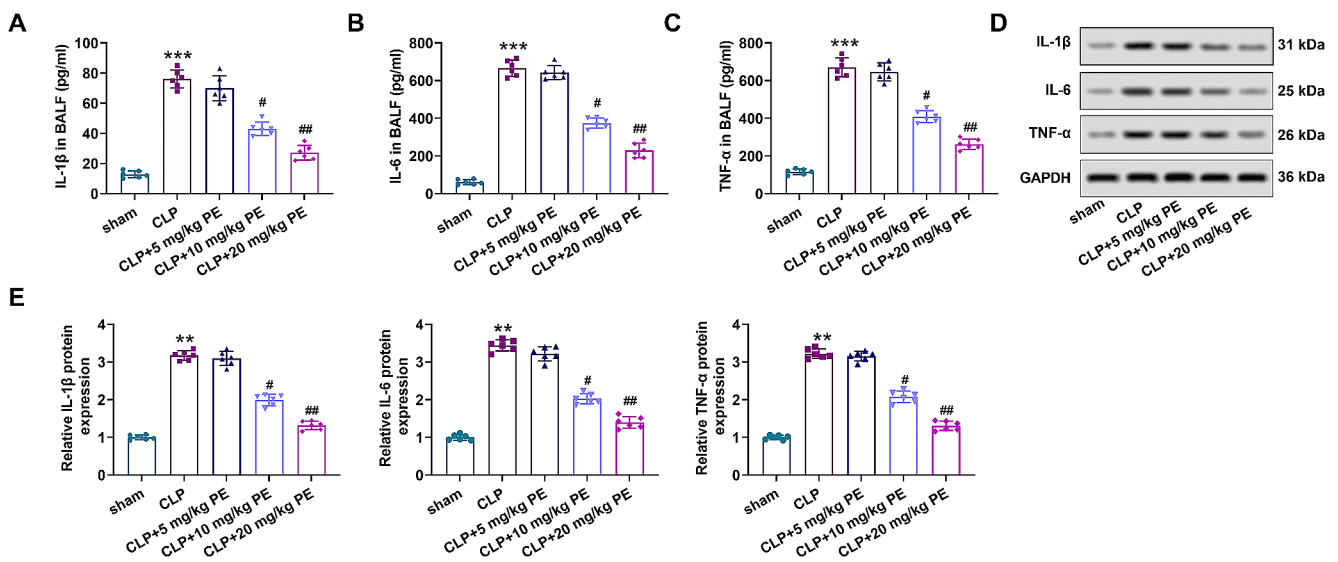 A
IL-1β in BALF (pg/ml)
100
80
60
40
20
0
***
#
##
sham
CLP
CLP+5 mg/kg PE
CLP+10 mg/kg PE
CLP+20 mg/kg PE
B
IL-6 in BALF (pg/ml)
800
600
400
200
0
***
#
##
sham
CLP
CLP+5 mg/kg PE
CLP+10 mg/kg PE
CLP+20 mg/kg PE
C
TNF-α in BALF (pg/ml)
800
600
400
200
0
***
#
##
sham
CLP
CLP+5 mg/kg PE
CLP+10 mg/kg PE
CLP+20 mg/kg PE
D
IL-1β 31 kDa
IL-6 25 kDa
TNF-α 26 kDa
GAPDH 36 kDa
sham
CLP
CLP+5 mg/kg PE
CLP+10 mg/kg PE
CLP+20 mg/kg PE
E
Relative IL-1β protein
expression
4
3
2
1
0
**
#
##
sham
CLP
CLP+5 mg/kg PE
CLP+10 mg/kg PE
CLP+20 mg/kg PE
Relative IL-6 protein
expression
4
3
2
1
0
**
#
##
sham
CLP
CLP+5 mg/kg PE
CLP+10 mg/kg PE
CLP+20 mg/kg PE
Relative TNF-α protein
expression
4
3
2
1
0
**
#
##
sham
CLP
CLP+5 mg/kg PE
CLP+10 mg/kg PE
CLP+20 mg/kg PE